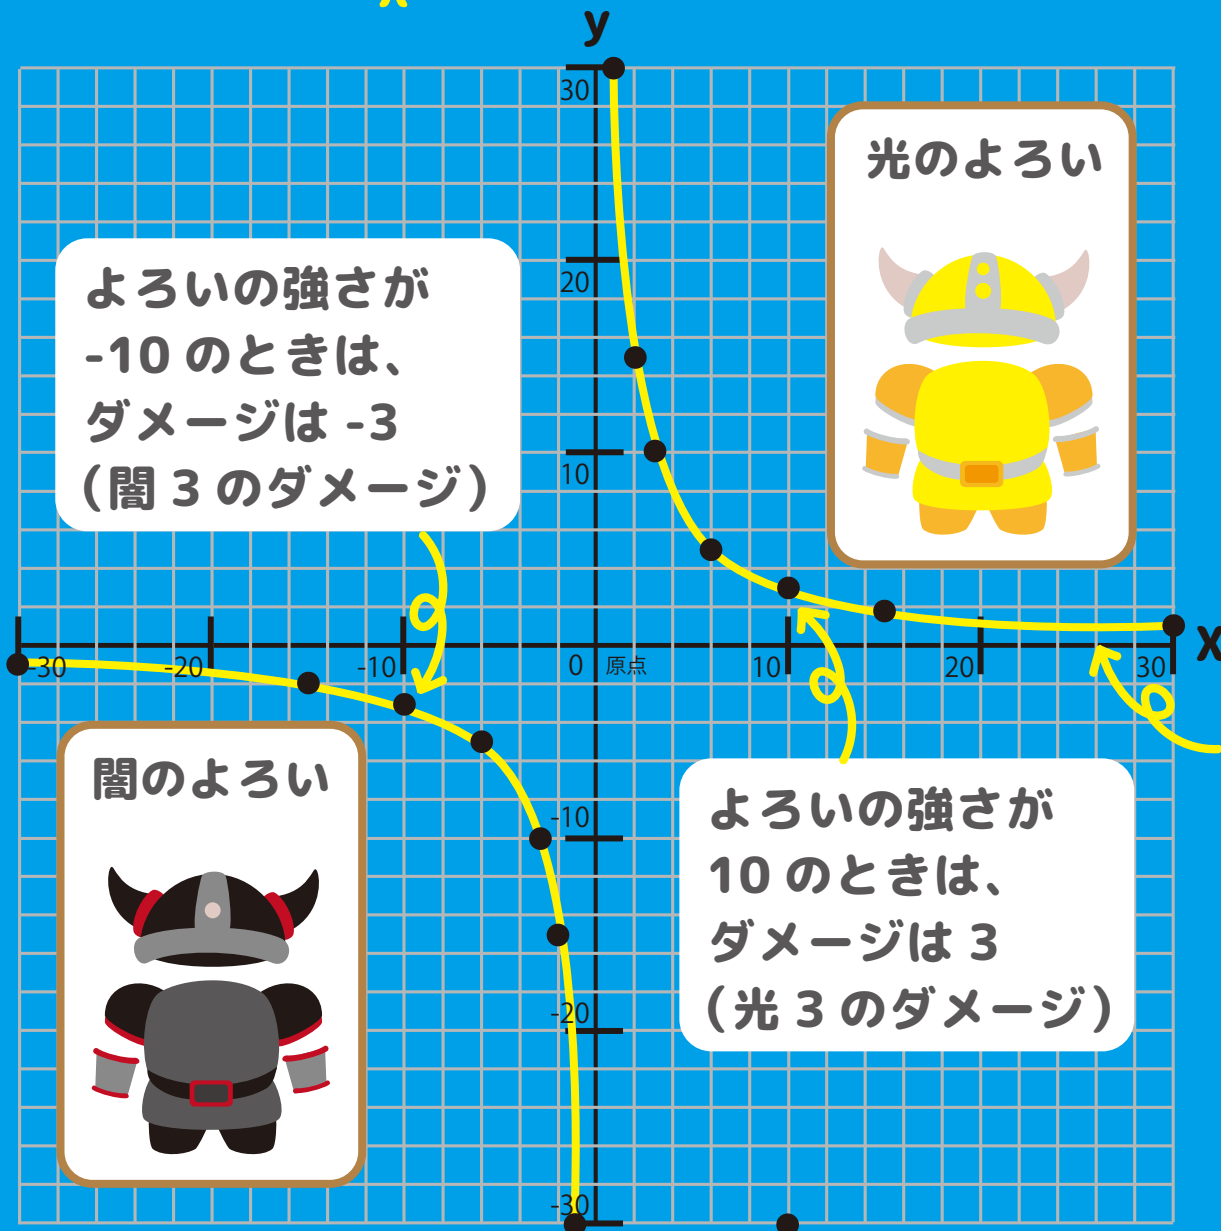 y
30
光のよろい
よろいの強さが
-10 のときは、
ダメージは -3
(闇 3 のダメージ)
20
10
-30
-20
-10
0
原点
10
20
30
X
闇のよろい
-10
よろいの強さが
10 のときは、
ダメージは 3
(光 3 のダメージ)
-20
-30